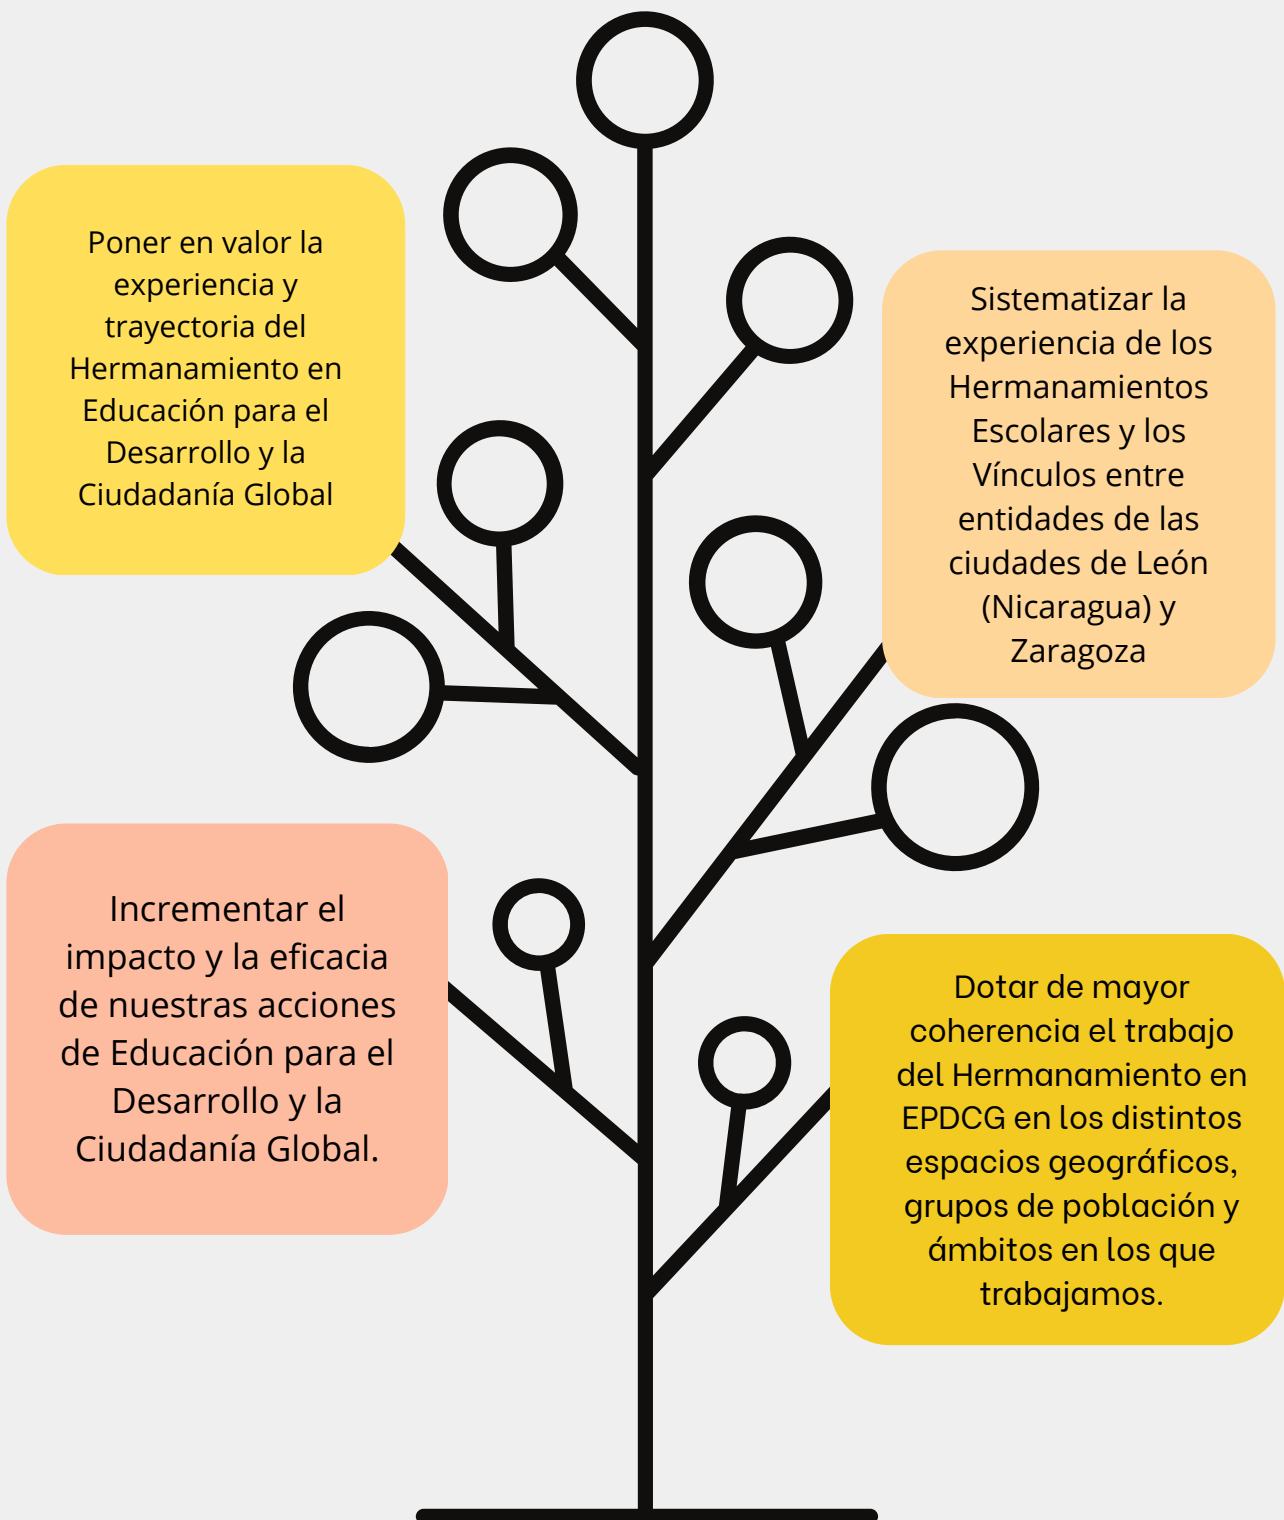 Poner en valor la
experiencia y
trayectoria del
Hermanamiento en
Educación para el
Desarrollo y la
Ciudadanía Global
Sistematizar la
experiencia de los
Hermanamientos
Escolares y los
Vínculos entre
entidades de las
ciudades de León
(Nicaragua) y
Zaragoza
Incrementar el
impacto y la eficacia
de nuestras acciones
de Educación para el
Desarrollo y la
Ciudadanía Global.
Dotar de mayor
coherencia el trabajo
del Hermanamiento en
EPDCG en los distintos
espacios geográficos,
grupos de población y
ámbitos en los que
trabajamos.